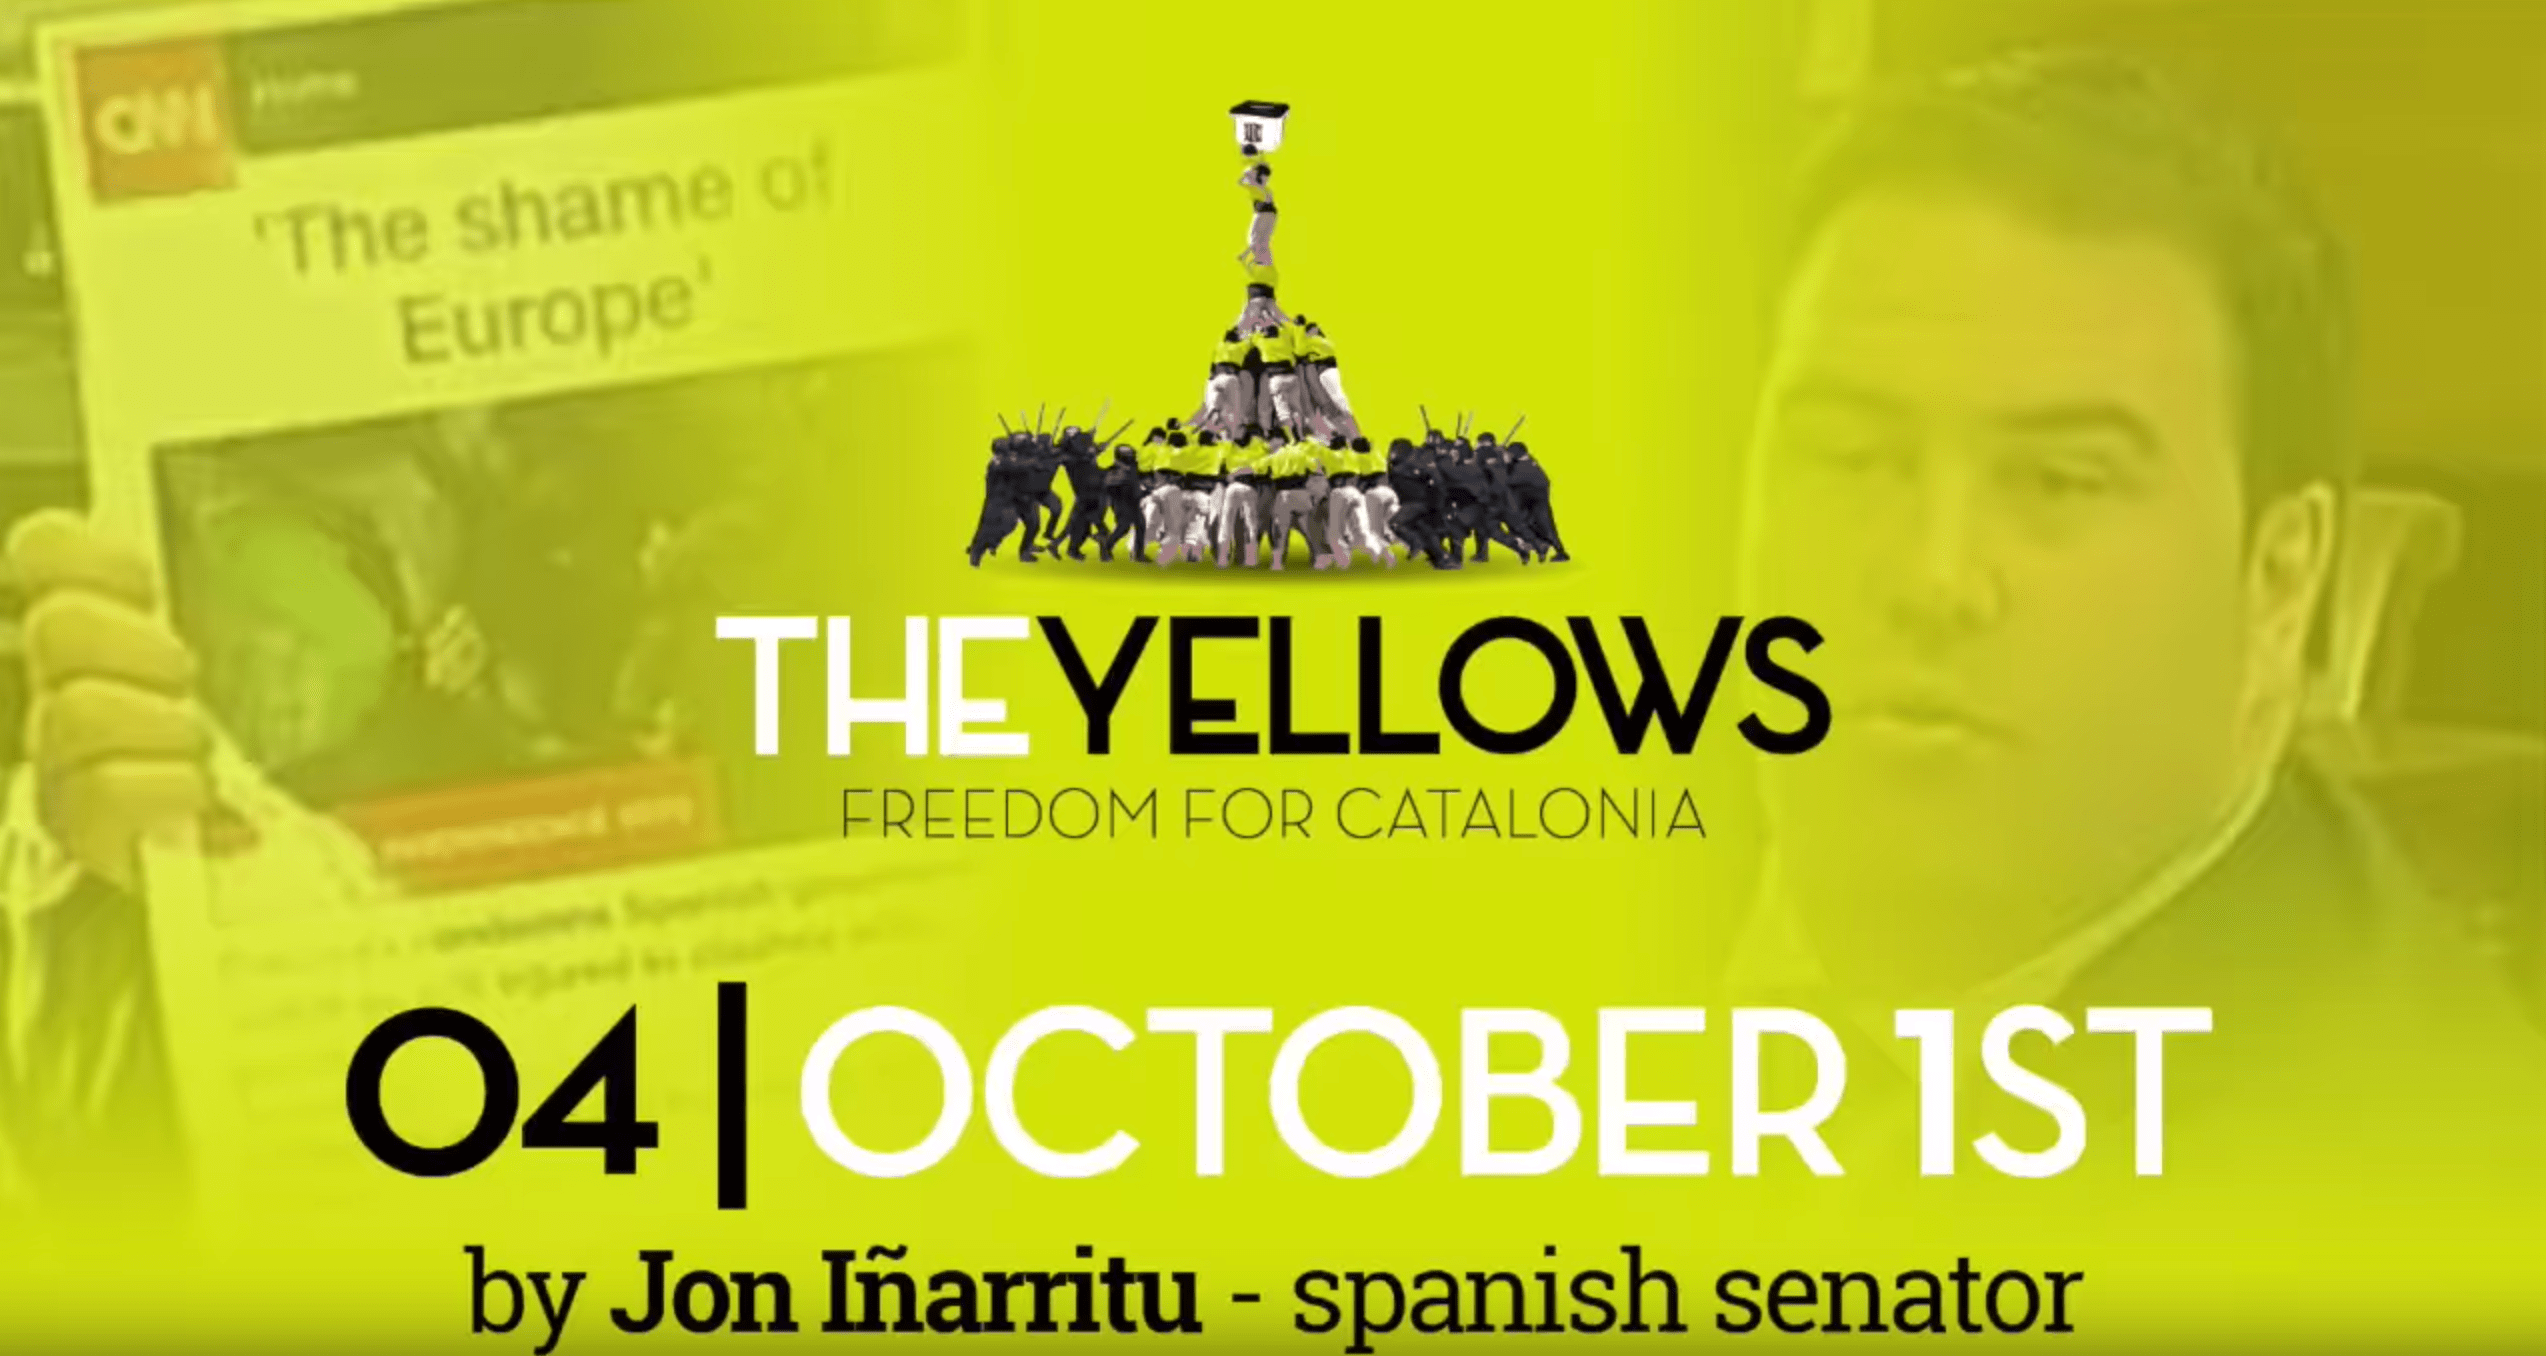 CNN Home
'The shame of
Europe'
THEYELLOWS
FREEDOM FOR CATALONIA
04 | OCTOBER 1ST
by Jon Iñarritu - spanish senator